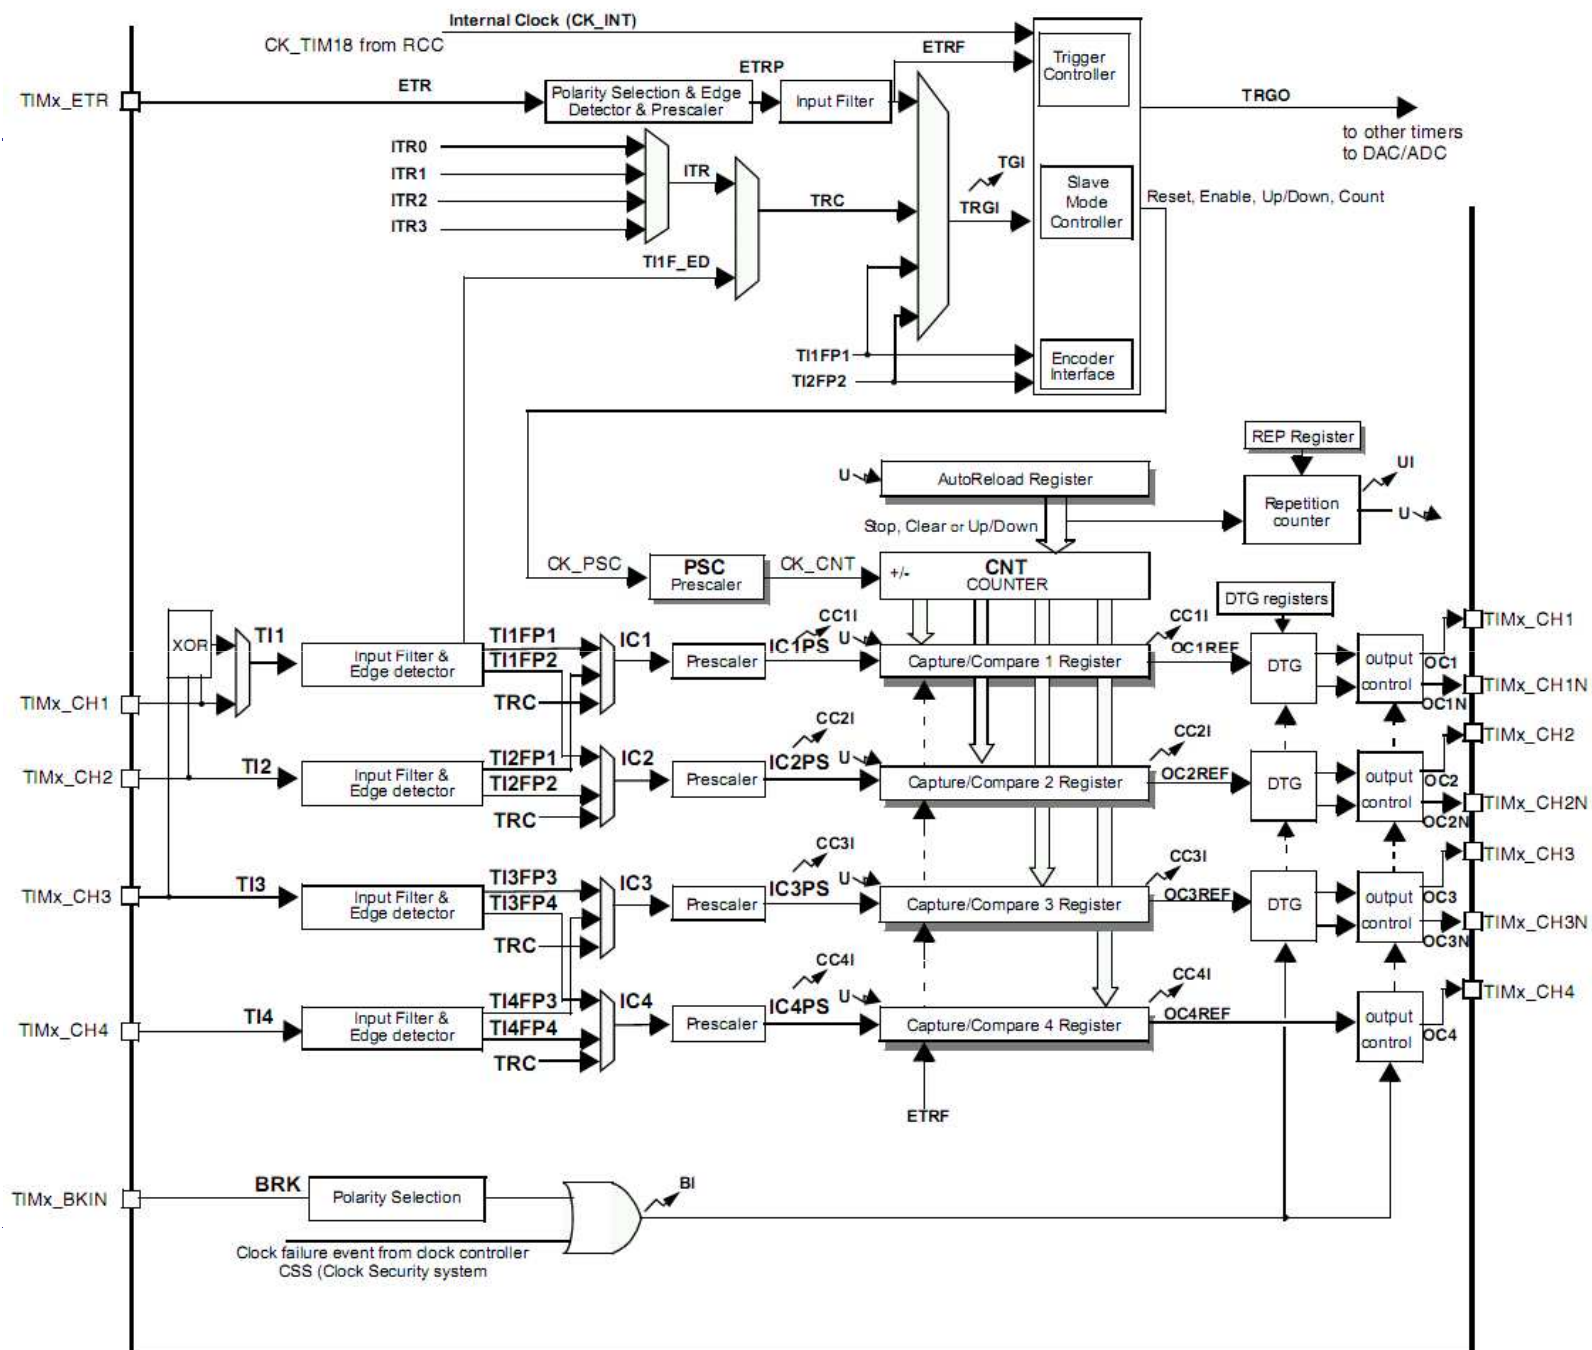 Internal Clock (CK_INT)
CK_TIM18 from RCC
ETRF
Trigger
Controller
ETRP
ETR
TIMx_ETR
Polarity Selection & Edge
Detector & Prescaler
Input Filter
TRGO
to other timers
to DAC/ADC
ITR0
ITR1
ITR2
ITR3
ITR
TRC
TGI
TRGI
Slave
Mode
Controller
Reset, Enable, Up/Down, Count
TI1F_ED
TI1FP1
TI2FP2
Encoder
Interface
REP Register
UI
U
AutoReload Register
Repetition
counter
U
Stop, Clear or Up/Down
CK_PSC
PSC
Prescaler
CK_CNT
+/-
CNT
COUNTER
DTG registers
XOR
TI1
Input Filter &
Edge detector
TI1FP1
TI1FP2
TRC
IC1
Prescaler
IC1PS
CC1I
U
Capture/Compare 1 Register
CC1I
OC1REF
DTG
output
control
OC1
OC1N
TIMx_CH1
TIMx_CH1N
TIMx_CH1
TIMx_CH2
TI2
Input Filter &
Edge detector
TI2FP1
TI2FP2
TRC
IC2
Prescaler
IC2PS
CC2I
U
Capture/Compare 2 Register
CC2I
OC2REF
DTG
output
control
OC2
OC2N
TIMx_CH2
TIMx_CH2N
TIMx_CH3
TI3
Input Filter &
Edge detector
TI3FP3
TI3FP4
TRC
IC3
Prescaler
IC3PS
CC3I
U
Capture/Compare 3 Register
CC3I
OC3REF
DTG
output
control
OC3
OC3N
TIMx_CH3
TIMx_CH3N
TIMx_CH4
TI4
Input Filter &
Edge detector
TI4FP3
TI4FP4
TRC
IC4
Prescaler
IC4PS
CC4I
U
Capture/Compare 4 Register
CC4I
OC4REF
output
control
OC4
TIMx_CH4
ETRF
TIMx_BKIN
BRK
Polarity Selection
BI
Clock failure event from clock controller
CSS (Clock Security system